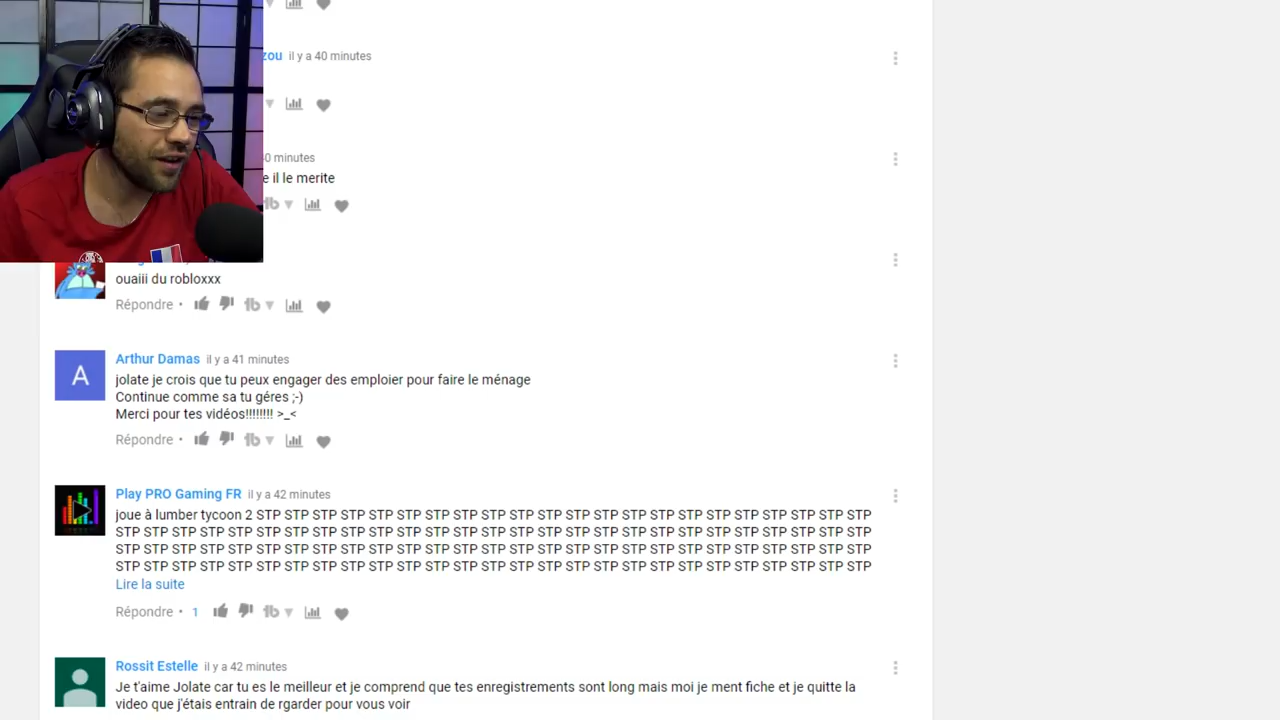 zou il y a 40 minutes
0 minutes
e il le merite
ouaiii du robloxxx
Répondre •
Arthur Damas il y a 41 minutes
jolate je crois que tu peux engager des emploier pour faire le ménage
Continue comme sa tu géres ;-)
Merci pour tes vidéos!!!!!!!! >_<
Répondre •
Play PRO Gaming FR il y a 42 minutes
joue à lumber tycoon 2 STP STP STP STP STP STP STP STP STP STP STP STP STP STP STP STP STP STP STP STP STP STP
STP STP STP STP STP STP STP STP STP STP STP STP STP STP STP STP STP STP STP STP STP STP STP STP STP STP STP
STP STP STP STP STP STP STP STP STP STP STP STP STP STP STP STP STP STP STP STP STP STP STP STP STP STP STP
STP STP STP STP STP STP STP STP STP STP STP STP STP STP STP STP STP STP STP STP STP STP STP STP STP STP STP
Lire la suite
Répondre • 1
Rossit Estelle il y a 42 minutes
Je t'aime Jolate car tu es le meilleur et je comprend que tes enregistrements sont long mais moi je ment fiche et je quitte la
video que j'étais entrain de rgarder pour vous voir